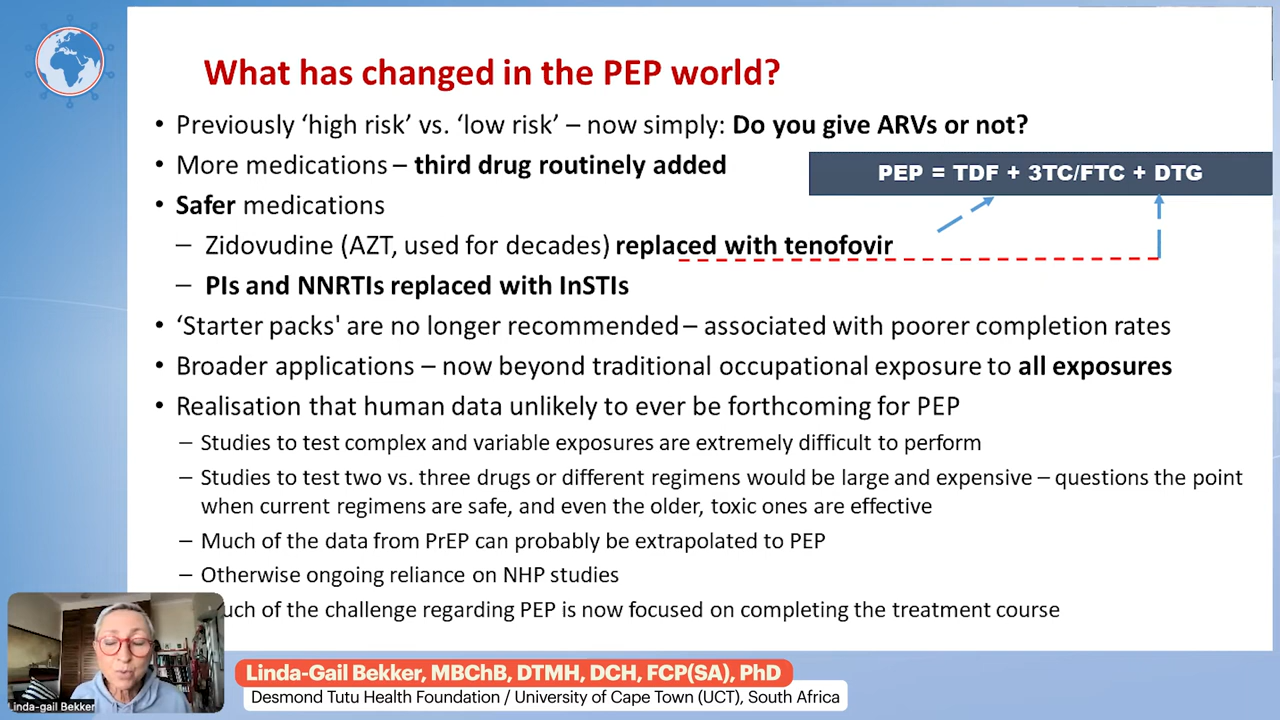 What has changed in the PEP world?
• Previously ‘high risk’ vs. ‘low risk’ – now simply: Do you give ARVs or not?
• More medications – third drug routinely added
PEP = TDF + 3TC/FTC + DTG
• Safer medications
– Zidovudine (AZT, used for decades) replaced with tenofovir
– PIs and NNRTIs replaced with InSTIs
• ‘Starter packs' are no longer recommended – associated with poorer completion rates
• Broader applications – now beyond traditional occupational exposure to all exposures
• Realisation that human data unlikely to ever be forthcoming for PEP
– Studies to test complex and variable exposures are extremely difficult to perform
– Studies to test two vs. three drugs or different regimens would be large and expensive – questions the point
when current regimens are safe, and even the older, toxic ones are effective
– Much of the data from PrEP can probably be extrapolated to PEP
– Otherwise ongoing reliance on NHP studies
of the challenge regarding PEP is now focused on completing the treatment course
Linda-Gail Bekker, MBChB, DTMH, DCH, FCP(SA), PhD
Desmond Tutu Health Foundation / University of Cape Town (UCT), South Africa
Linda-gail Bekker